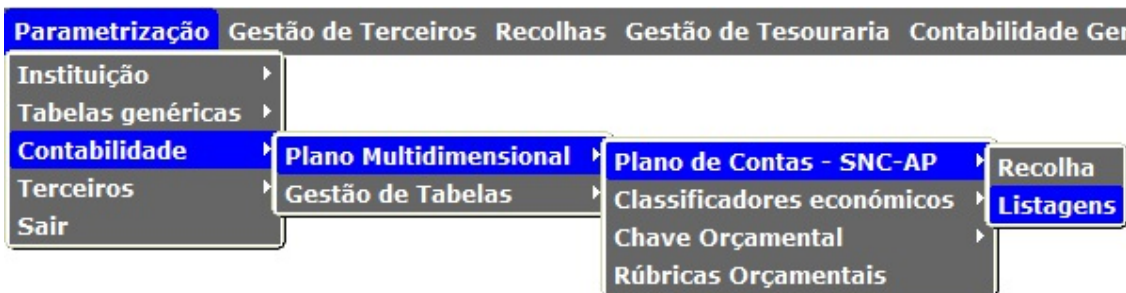 Parametrização Gestão de Terceiros Recolhas Gestão de Tesouraria Contabilidade Ger
Instituição
Tabelas genéricas
Contabilidade
Terceiros
Sair
Plano Multidimensional
Gestão de Tabelas
Plano de Contas - SNC-AP
Classificadores económicos
Chave Orçamental
Rúbricas Orçamentais
Recolha
Listagens